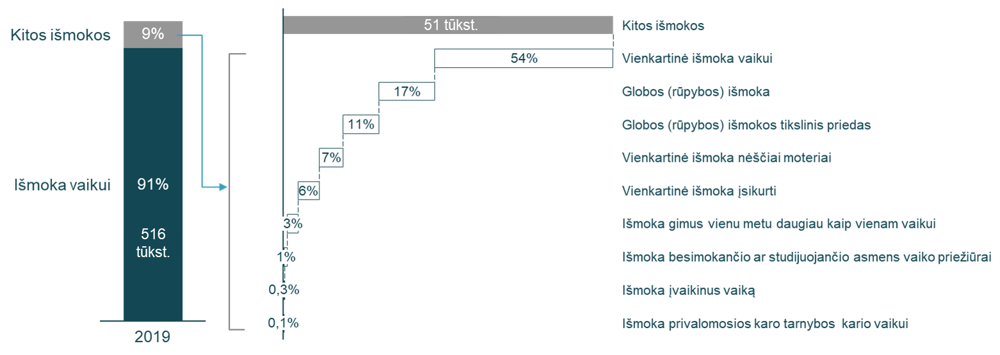 Kitos išmokos
9%
Išmoka vaikui
91%
516
tūkst.
2019
51 tūkst.
Kitos išmokos
54%
Vienkartinė išmoka vaikui
17%
Globos (rūpybos) išmoka
11%
Globos (rūpybos) išmokos tikslinis priedas
7%
Vienkartinė išmoka nėščiai moteriai
6%
Vienkartinė išmoka įsikurti
3%
Išmoka gimus vienu metu daugiau kaip vienam vaikui
1%
Išmoka besimokančio ar studijuojančio asmens vaiko priežiūrai
0,3%
Išmoka įvaikinus vaiką
0,1%
Išmoka privalomosios karo tarnybos kario vaikui